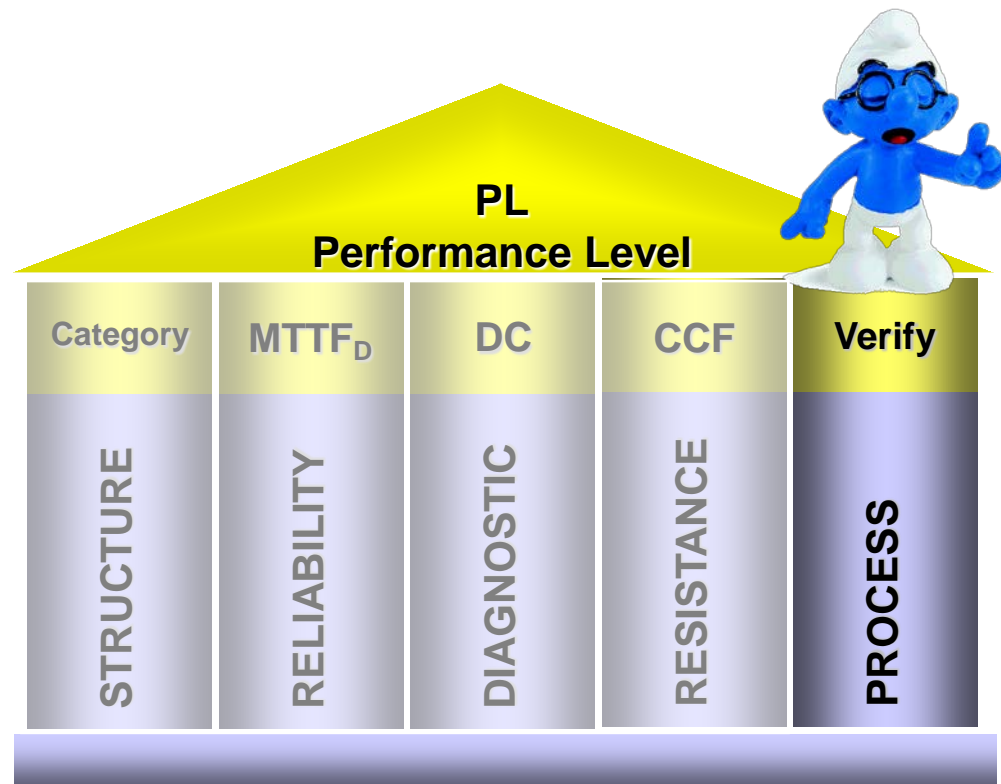 PL
Performance Level
Category
MTTFD
DC
CCF
Verify
STRUCTURE
RELIABILITY
DIAGNOSTIC
RESISTANCE
PROCESS